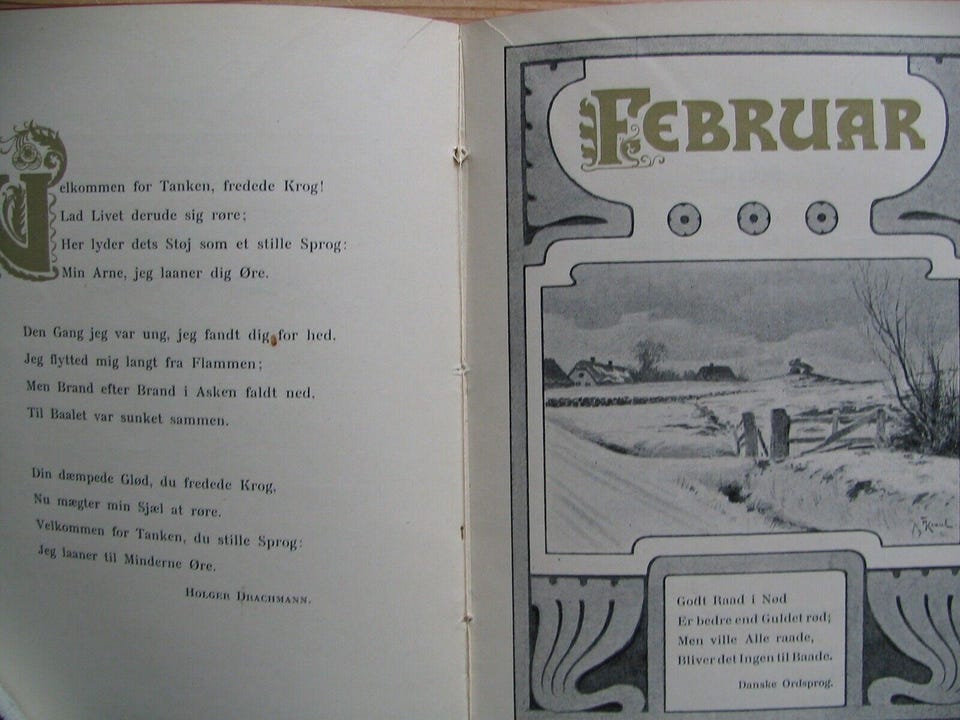 Velkommen for Tanken, fredede Krog!
Lad Livet derude sig røre;
Her lyder dets Støj som et stille Sprog:
Min Arne, jeg laaner dig Øre.
Den Gang jeg var ung, jeg fandt dig for hed.
Jeg flytted mig langt fra Flammen;
Men Brand efter Brand i Asken faldt ned.
Til Baalet var sunket sammen.
Din dæmpede Glød, du fredede Krog,
Nu mægter min Sjæl at røre.
Velkommen for Tanken, du stille Sprog:
Jeg laaner til Minderne Øre.
HOLGER DRACHMANN.
FEBRUAR
Godt Raad i Nød
Er bedre end Guldet rød;
Men ville Alle raade,
Bliver det Ingen til Baade.
Danske Ordsprog.